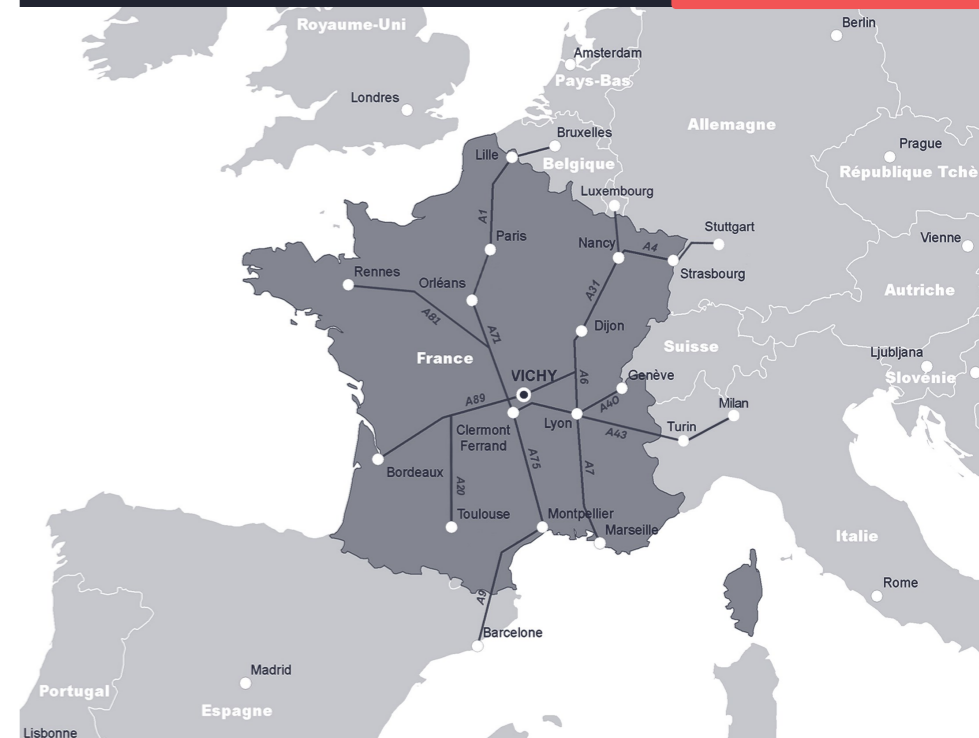 Royaume-Uni
Berlin
Amsterdam
Pays-Bas
Londres
Allemagne
Bruxelles
Lille
Belgique
Prague
République Tchè
Luxembourg
A1
Stuttgart
Paris
Nancy
A4
Vienne
Rennes
Strasbourg
Orléans
A31
Autriche
A81
A71
Dijon
Suisse
France
Ljubljana
VICHY
A6
Genève
Slovénie
A89
A40
Milan
Clermont
Ferrand
Lyon
A43
Turin
Bordeaux
A75
A7
A20
Toulouse
Montpellier
Marseille
Italie
Rome
A9
Barcelone
Madrid
Portugal
Espagne
Lisbonne